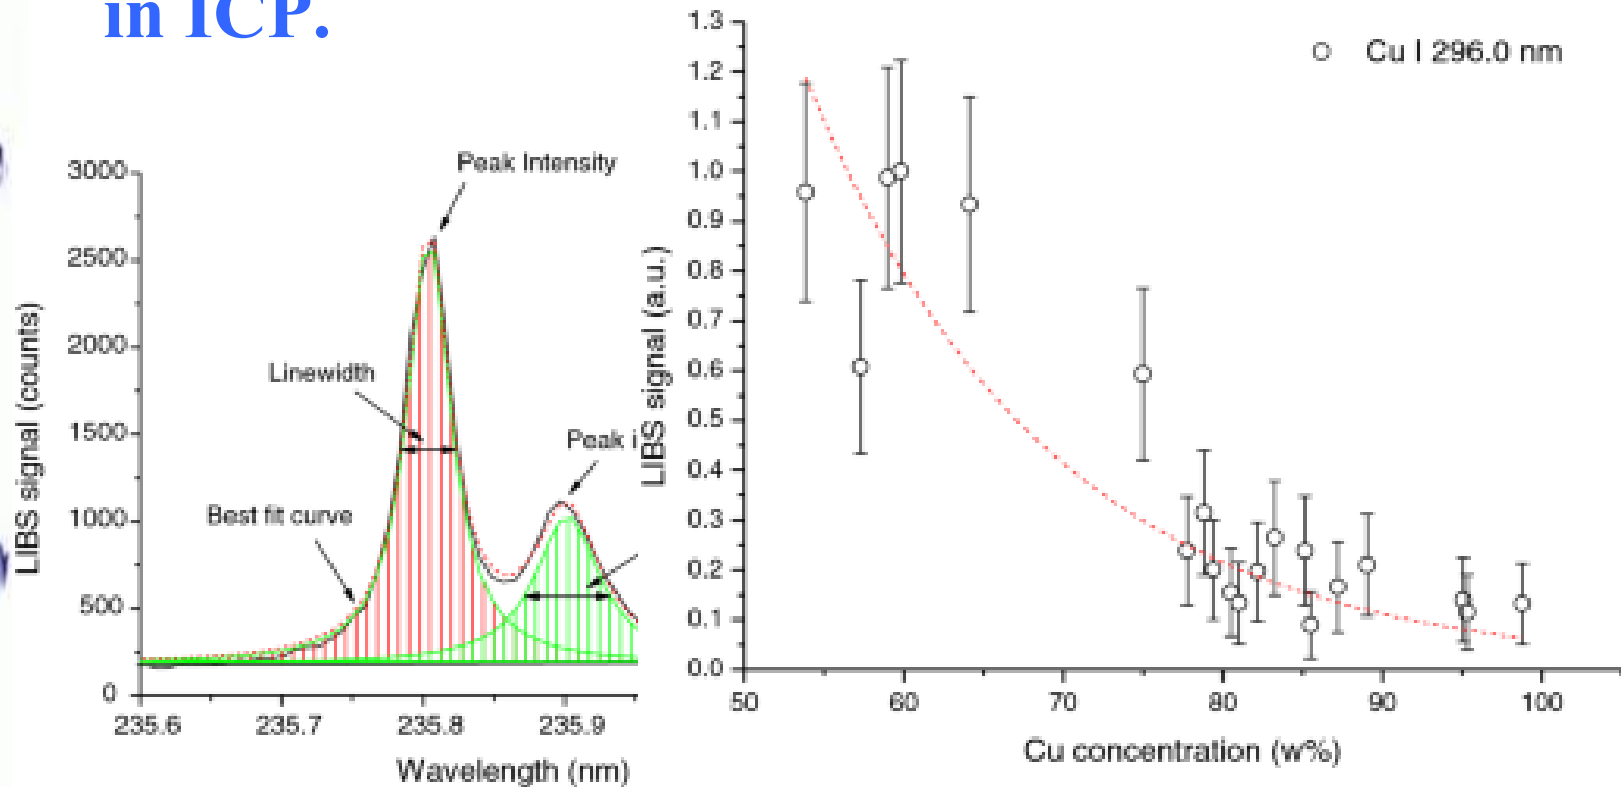 in ICP.
LIBS signal (counts)
3000
2500
2000
1500
1000
500
0
Peak Intensity
Linewidth
Peak i
Best fit curve
235.6 235.7 235.8 235.9
Wavelength (nm)
LIBS signal (a.u.)
1.3
1.2
1.1
1.0
0.9
0.8
0.7
0.6
0.5
0.4
0.3
0.2
0.1
0.0
Cu I 296.0 nm
50 60 70 80 90 100
Cu concentration (w%)